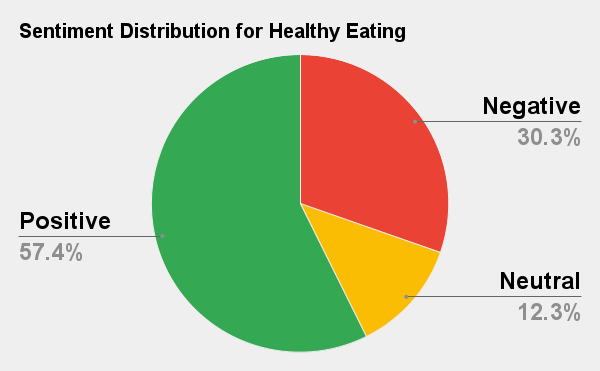 Sentiment Distribution for Healthy Eating
Negative
30.3%
Positive
57.4%
Neutral
12.3%